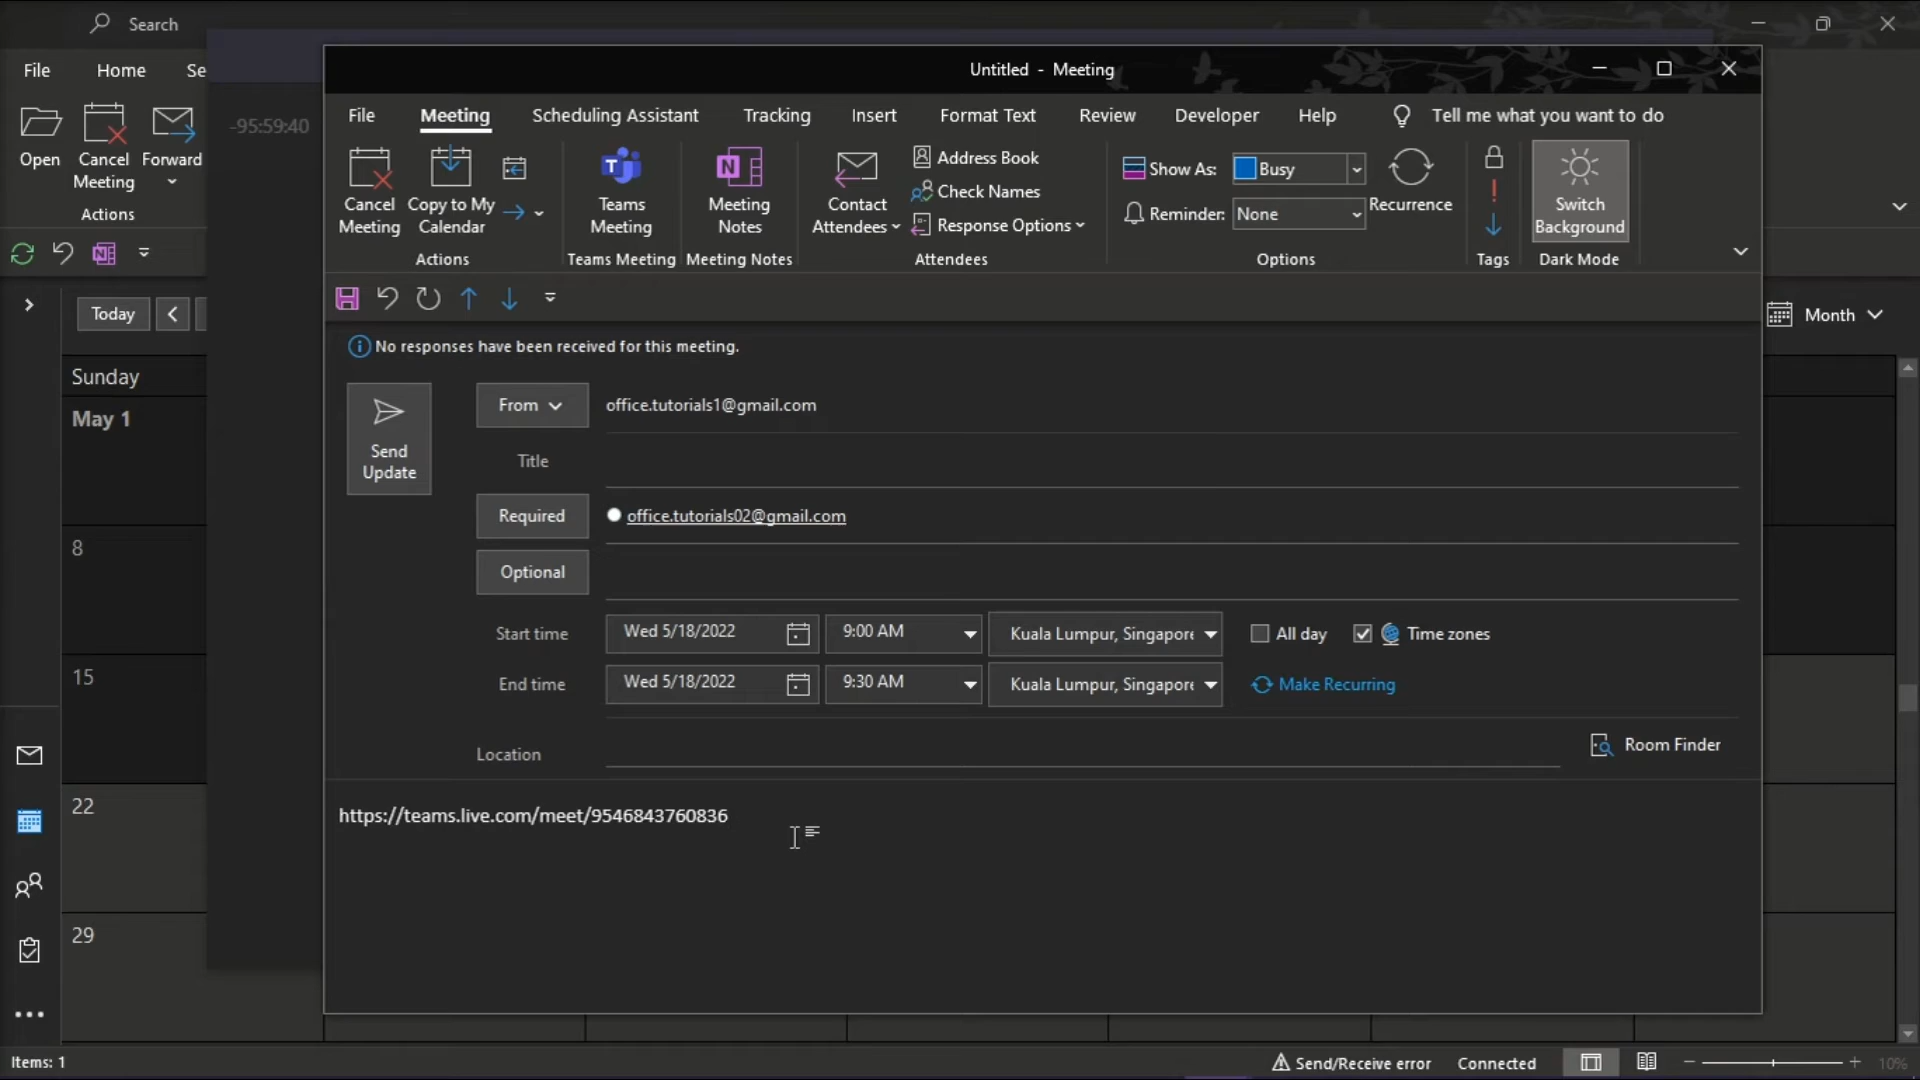 Search
File Home Se
Open Cancel Meeting Forward
Actions
-95:59:40
Today
Month
Sunday
May 1
8
15
22
29
Untitled - Meeting
File Meeting Scheduling Assistant Tracking Insert Format Text Review Developer Help Tell me what you want to do
Cancel Meeting
Copy to My Calendar
Actions
Teams Meeting
Teams Meeting
Meeting Notes
Meeting Notes
Contact Attendees
Address Book
Check Names
Response Options
Attendees
Show As: Busy
Reminder: None
Recurrence
Options
Tags
Switch Background
Dark Mode
No responses have been received for this meeting.
Send Update
From office.tutorials1@gmail.com
Title
Required office.tutorials02@gmail.com
Optional
Start time Wed 5/18/2022 9:00 AM Kuala Lumpur, Singapore All day Time zones
End time Wed 5/18/2022 9:30 AM Kuala Lumpur, Singapore Make Recurring
Location Room Finder
https://teams.live.com/meet/9546843760836
Items: 1 Send/Receive error Connected 10%